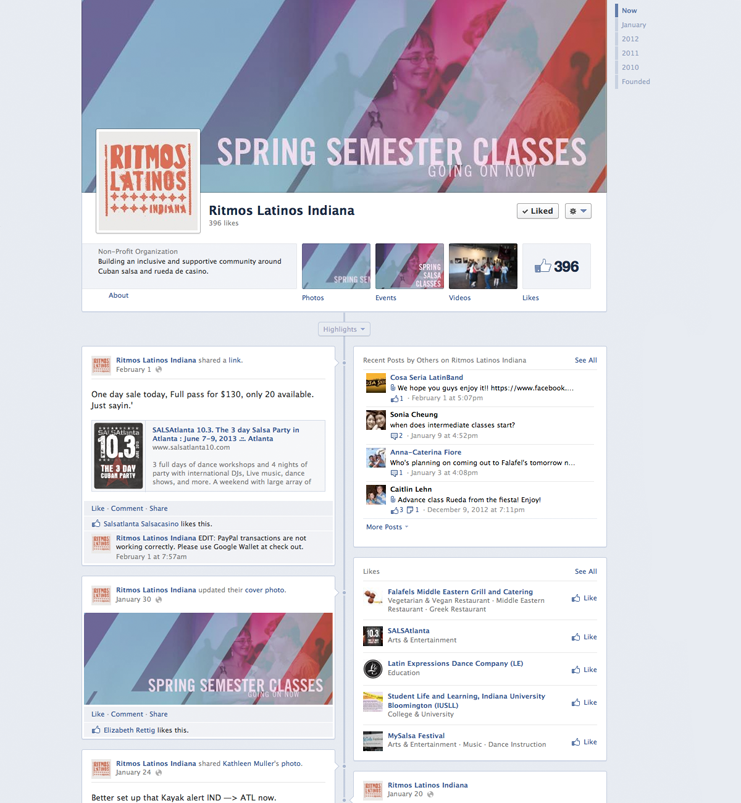 SPRING SEMESTER CLASSES
GOING ON NOW
RITMOS
LATINOS
INDIANA
Ritmos Latinos Indiana
396 likes
Liked
Non-Profit Organization
Building an inclusive and supportive community around
Cuban salsa and rueda de casino.
About
SPRING SE
Photos
SPRING
SALSA
CLASSES
Events
Videos
396
Likes
Now
January
2012
2011
2010
Founded
Highlights
Ritmos Latinos Indiana shared a link.
February 1
One day sale today, Full pass for $130, only 20 available.
Just sayin.'
SALSAtlanta
10.3
THE 3 DAY
CUBAN PARTY
SALSAtlanta 10.3. The 3 day Salsa Party in
Atlanta : June 7-9, 2013 ... Atlanta
www.salsatlanta10.com
3 full days of dance workshops and 4 nights of
party with international DJs, Live music, dance
shows, and more. A weekend with large array of
Like · Comment · Share
Salsatlanta Salsacasino likes this.
Ritmos Latinos Indiana EDIT: PayPal transactions are not
working correctly. Please use Google Wallet at check out.
February 1 at 7:57am
Ritmos Latinos Indiana updated their cover photo.
January 30
SPRING SEMESTER CLASSES
GOING ON NOW
Like · Comment · Share
Elizabeth Rettig likes this.
Ritmos Latinos Indiana shared Kathleen Muller's photo.
January 24
Better set up that Kayak alert IND —> ATL now.
Recent Posts by Others on Ritmos Latinos Indiana
See All
Cosa Seria LatinBand
We hope you guys enjoy it!! https://www.facebook....
1 · February 1 at 5:07pm
Sonia Cheung
when does intermediate classes start?
2 · January 9 at 4:52pm
Anna-Caterina Fiore
Who's planning on coming out to Falafel's tomorrow n...
1 · January 3 at 4:08pm
Caitlin Lehn
Advance class Rueda from the fiesta! Enjoy!
3 1 · December 9, 2012 at 7:11pm
More Posts
Likes
See All
Falafels Middle Eastern Grill and Catering
Vegetarian & Vegan Restaurant · Middle Eastern
Restaurant · Greek Restaurant
Like
10.3
SALSAtlanta
Arts & Entertainment
Like
Latin Expressions Dance Company (LE)
Education
Like
Student Life and Learning, Indiana University
Bloomington (IUSLL)
College & University
Like
MySalsa Festival
Arts & Entertainment · Music · Dance Instruction
Like
Ritmos Latinos Indiana
January 20